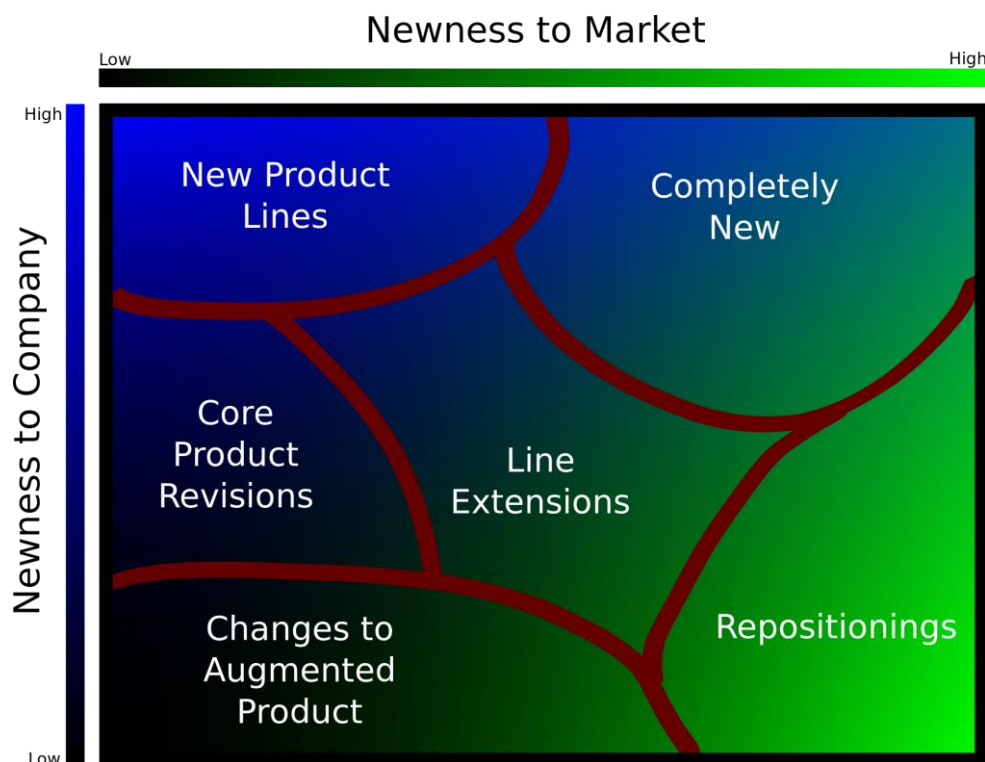 Newness to Market
Low
High
High
Newness to Company
Low
New Product
Lines
Completely
New
Core
Product
Revisions
Line
Extensions
Changes to
Augmented
Product
Repositionings